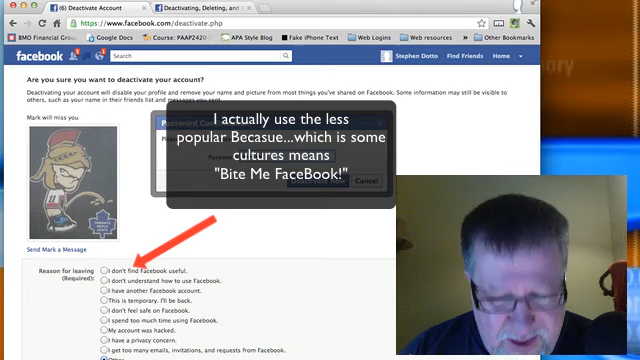 (6) Deactivate Account
Deactivating, Deleting, and
https://www.facebook.com/deactivate.php
BMO Financial Group
Google Docs
Course: PAAP2420
APA Style Blog
Fake iPhone Text
WordPress
Other Bookmarks
facebook
Search
Stephen Dotto
Find Friends
Home
Are you sure you want to deactivate your account?
Deactivating your account will disable your profile and remove your name and picture from most things you've shared on Facebook. Some information may still be visible to
others, such as your name in their friends list and messages you sent.
Mark will miss you
I actually use the less
popular Becasue...which is some
cultures means
"Bite Me FaceBook!"
Deactivate Now
Cancel
Send Mark a Message
Reason for leaving
(Required):
I don't find Facebook useful.
I don't understand how to use Facebook.
I have another Facebook account.
This is temporary. I'll be back.
I don't feel safe on Facebook.
I spend too much time using Facebook.
My account was hacked.
I have a privacy concern.
I get too many emails, invitations, and requests from Facebook.
Other